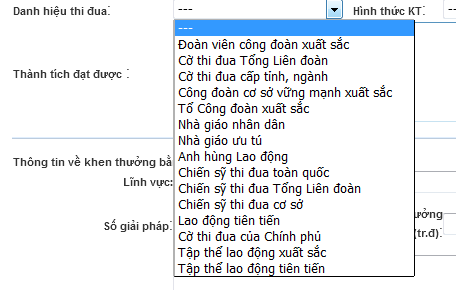 Danh hiệu thi đua: --- Hình thức KT: --
---
Đoàn viên công đoàn xuất sắc
Cờ thi đua Tổng Liên đoàn
Thành tích đạt được : Cờ thi đua cấp tỉnh, ngành
Công đoàn cơ sở vững mạnh xuất sắc
Tổ Công đoàn xuất sắc
Nhà giáo nhân dân
Nhà giáo ưu tú
Thông tin về khen thưởng bằ Anh hùng Lao động
Lĩnh vực: Chiến sỹ thi đua toàn quốc
Chiến sỹ thi đua Tổng Liên đoàn
Chiến sỹ thi đua cơ sở
Số giải pháp: Lao động tiên tiến ưởng
Cờ thi đua của Chính phủ (tr.đ):
Tập thể lao động xuất sắc
Tập thể lao động tiên tiến